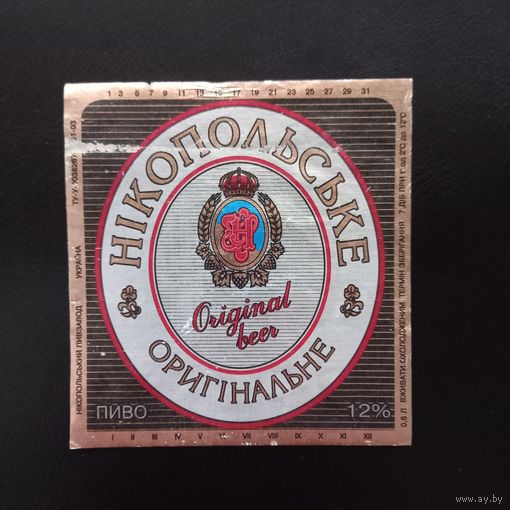 1 3 5 7 9 11 13 15 17 19 21 23 25 27 29 31
НІКОПОЛЬСЬКЕ
Original
beer
ОРИГІНАЛЬНЕ
ПИВО
12%
I II III IV V VI VII VIII IX X XI XII
НІКОПОЛЬСЬКИЙ ПИВЗАВОД УКРАЇНА ТУ-У
0,5 Л ВЖИВАТИ ОХОЛОДЖЕНИМ ТЕРМІН ЗБЕРІГАННЯ 7 ДІБ ПРИ t° од 2°С до 12°С
www.ay.by